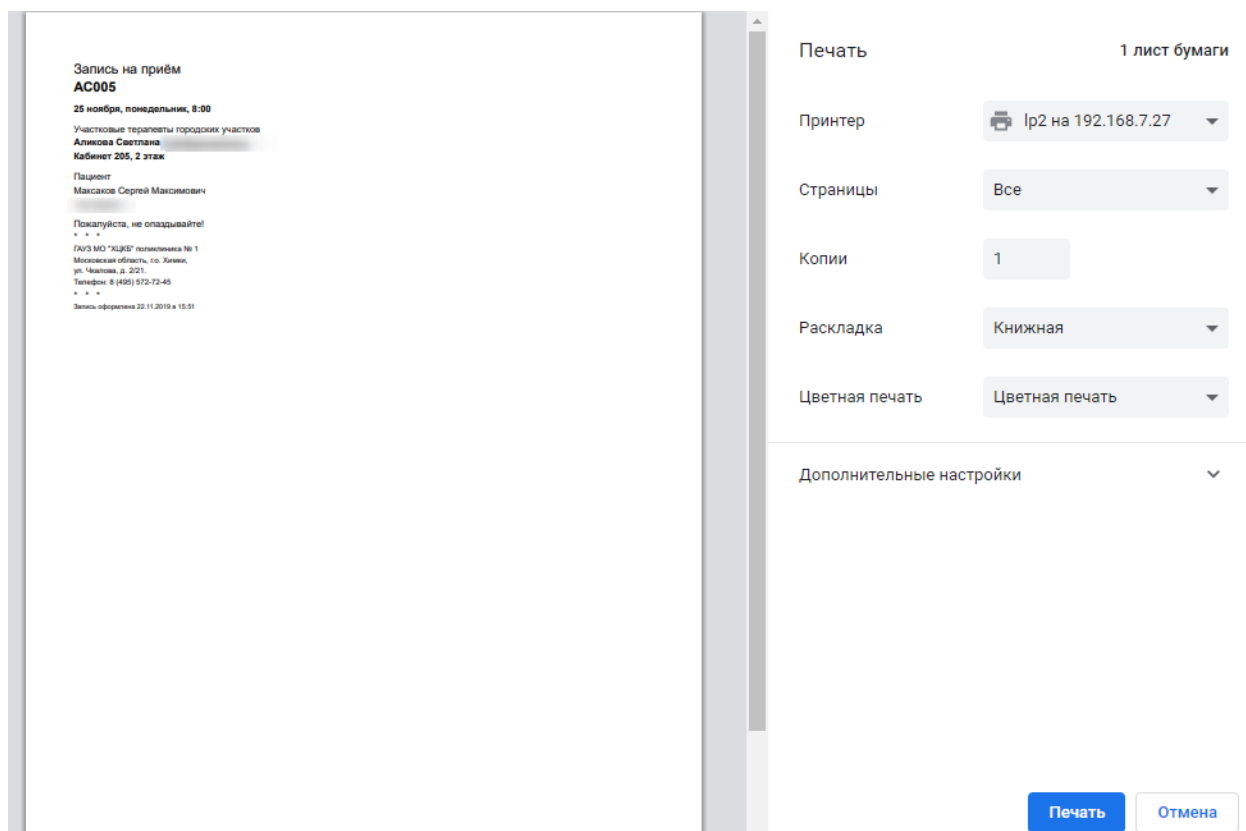 Запись на приём
АС005
25 ноября, понедельник, 8:00
Участковые терапевты городских участков
Аликова Светлана
Кабинет 205, 2 этаж
Пациент
Максаков Сергей Максимович
Пожалуйста, не опаздывайте!
* * *
ГАУЗ МО "ХЦКБ" поликлиника № 1
Московская область, г.о. Химки,
ул. Чкалова, д. 2/21.
Телефон: 8 (495) 572-72-45
* * *
Запись оформлена 22.11.2019 в 15:51
Печать 1 лист бумаги
Принтер lp2 на 192.168.7.27
Страницы Все
Копии 1
Раскладка Книжная
Цветная печать Цветная печать
Дополнительные настройки
Печать Отмена